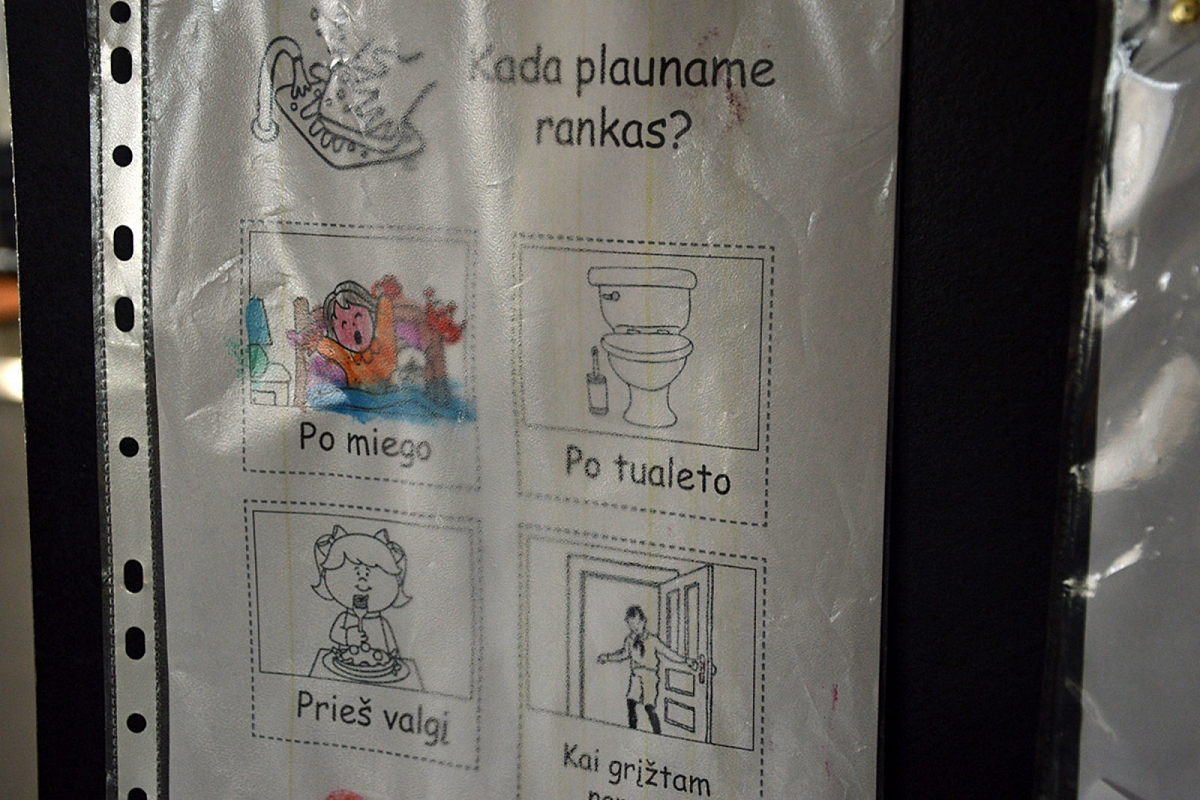 Kada plauname
rankas?
Po miego
Po tualeto
Prieš valgį
Kai grįžtam